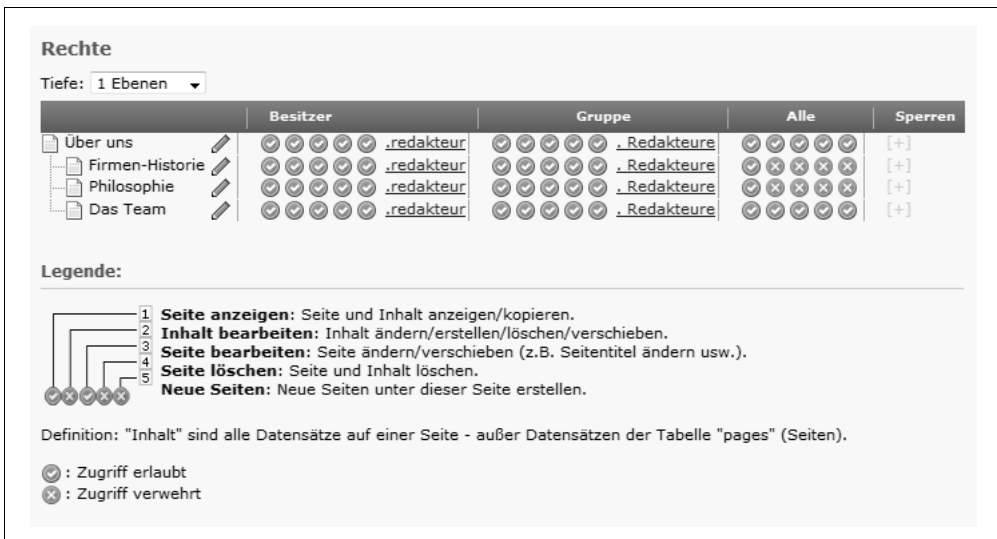 Rechte
Tiefe: 1 Ebenen
Besitzer Gruppe Alle Sperren
Über uns .redakteur . Redakteure [+]
Firmen-Historie .redakteur . Redakteure [+]
Philosophie .redakteur . Redakteure [+]
Das Team .redakteur . Redakteure [+]
Legende:
1 Seite anzeigen: Seite und Inhalt anzeigen/kopieren.
2 Inhalt bearbeiten: Inhalt ändern/erstellen/löschen/verschieben.
3 Seite bearbeiten: Seite ändern/verschieben (z.B. Seitentitel ändern usw.).
4 Seite löschen: Seite und Inhalt löschen.
5 Neue Seiten: Neue Seiten unter dieser Seite erstellen.
Definition: "Inhalt" sind alle Datensätze auf einer Seite - außer Datensätzen der Tabelle "pages" (Seiten).
: Zugriff erlaubt
: Zugriff verwehrt